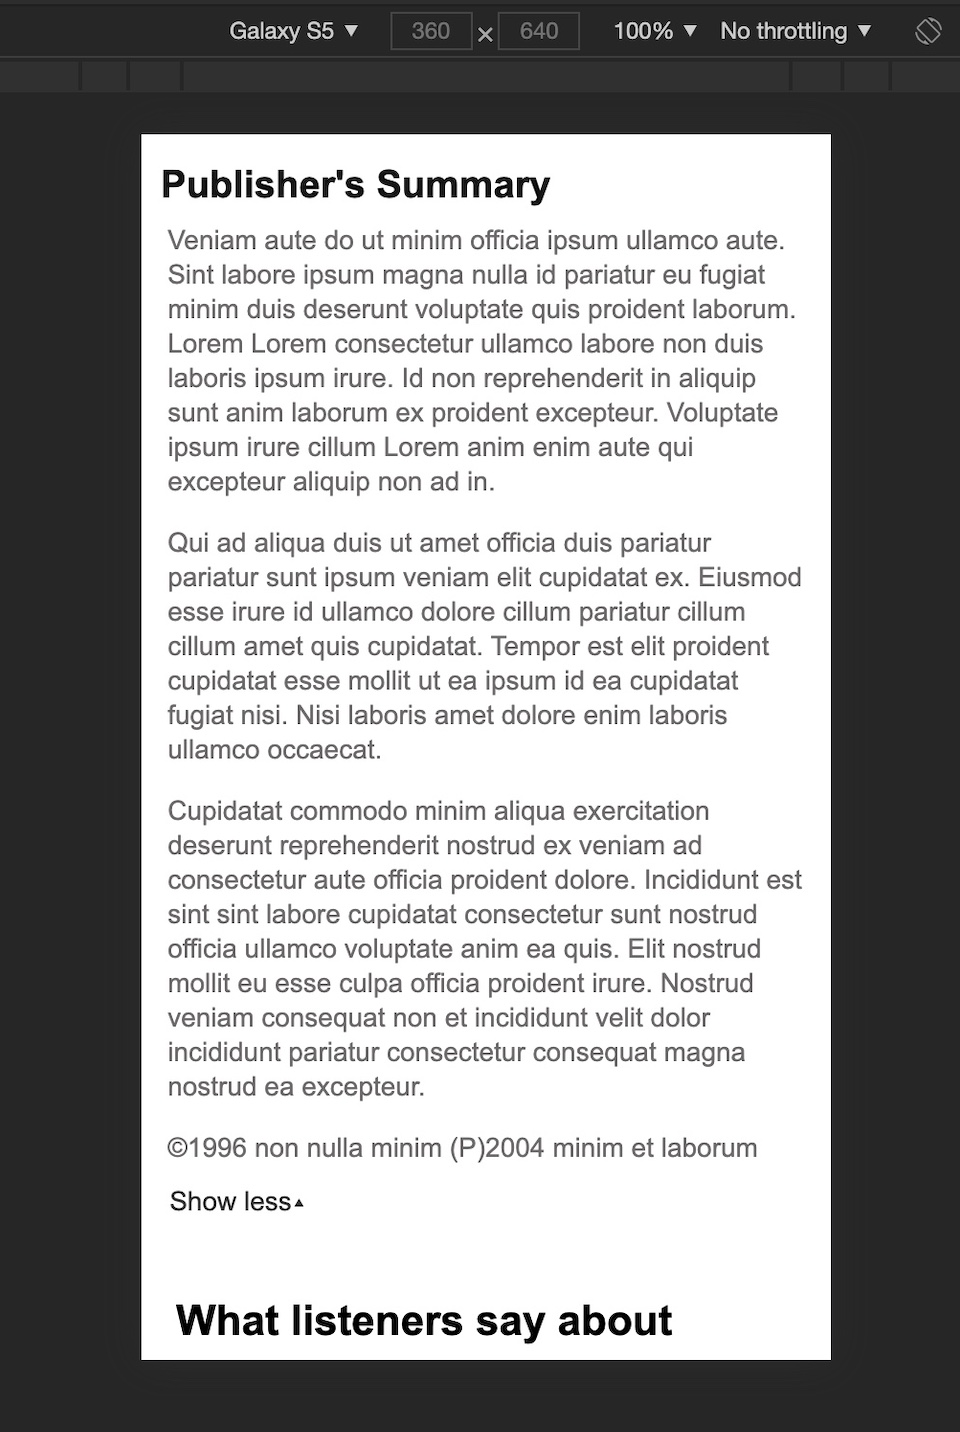 Galaxy S5 ▼ 360 × 640 100% ▼ No throttling ▼
Publisher's Summary
Veniam aute do ut minim officia ipsum ullamco aute.
Sint labore ipsum magna nulla id pariatur eu fugiat
minim duis deserunt voluptate quis proident laborum.
Lorem Lorem consectetur ullamco labore non duis
laboris ipsum irure. Id non reprehenderit in aliquip
sunt anim laborum ex proident excepteur. Voluptate
ipsum irure cillum Lorem anim enim aute qui
excepteur aliquip non ad in.
Qui ad aliqua duis ut amet officia duis pariatur
pariatur sunt ipsum veniam elit cupidatat ex. Eiusmod
esse irure id ullamco dolore cillum pariatur cillum
cillum amet quis cupidatat. Tempor est elit proident
cupidatat esse mollit ut ea ipsum id ea cupidatat
fugiat nisi. Nisi laboris amet dolore enim laboris
ullamco occaecat.
Cupidatat commodo minim aliqua exercitation
deserunt reprehenderit nostrud ex veniam ad
consectetur aute officia proident dolore. Incididunt est
sint sint labore cupidatat consectetur sunt nostrud
officia ullamco voluptate anim ea quis. Elit nostrud
mollit eu esse culpa officia proident irure. Nostrud
veniam consequat non et incididunt velit dolor
incididunt pariatur consectetur consequat magna
nostrud ea excepteur.
©1996 non nulla minim (P)2004 minim et laborum
Show less▲
What listeners say about